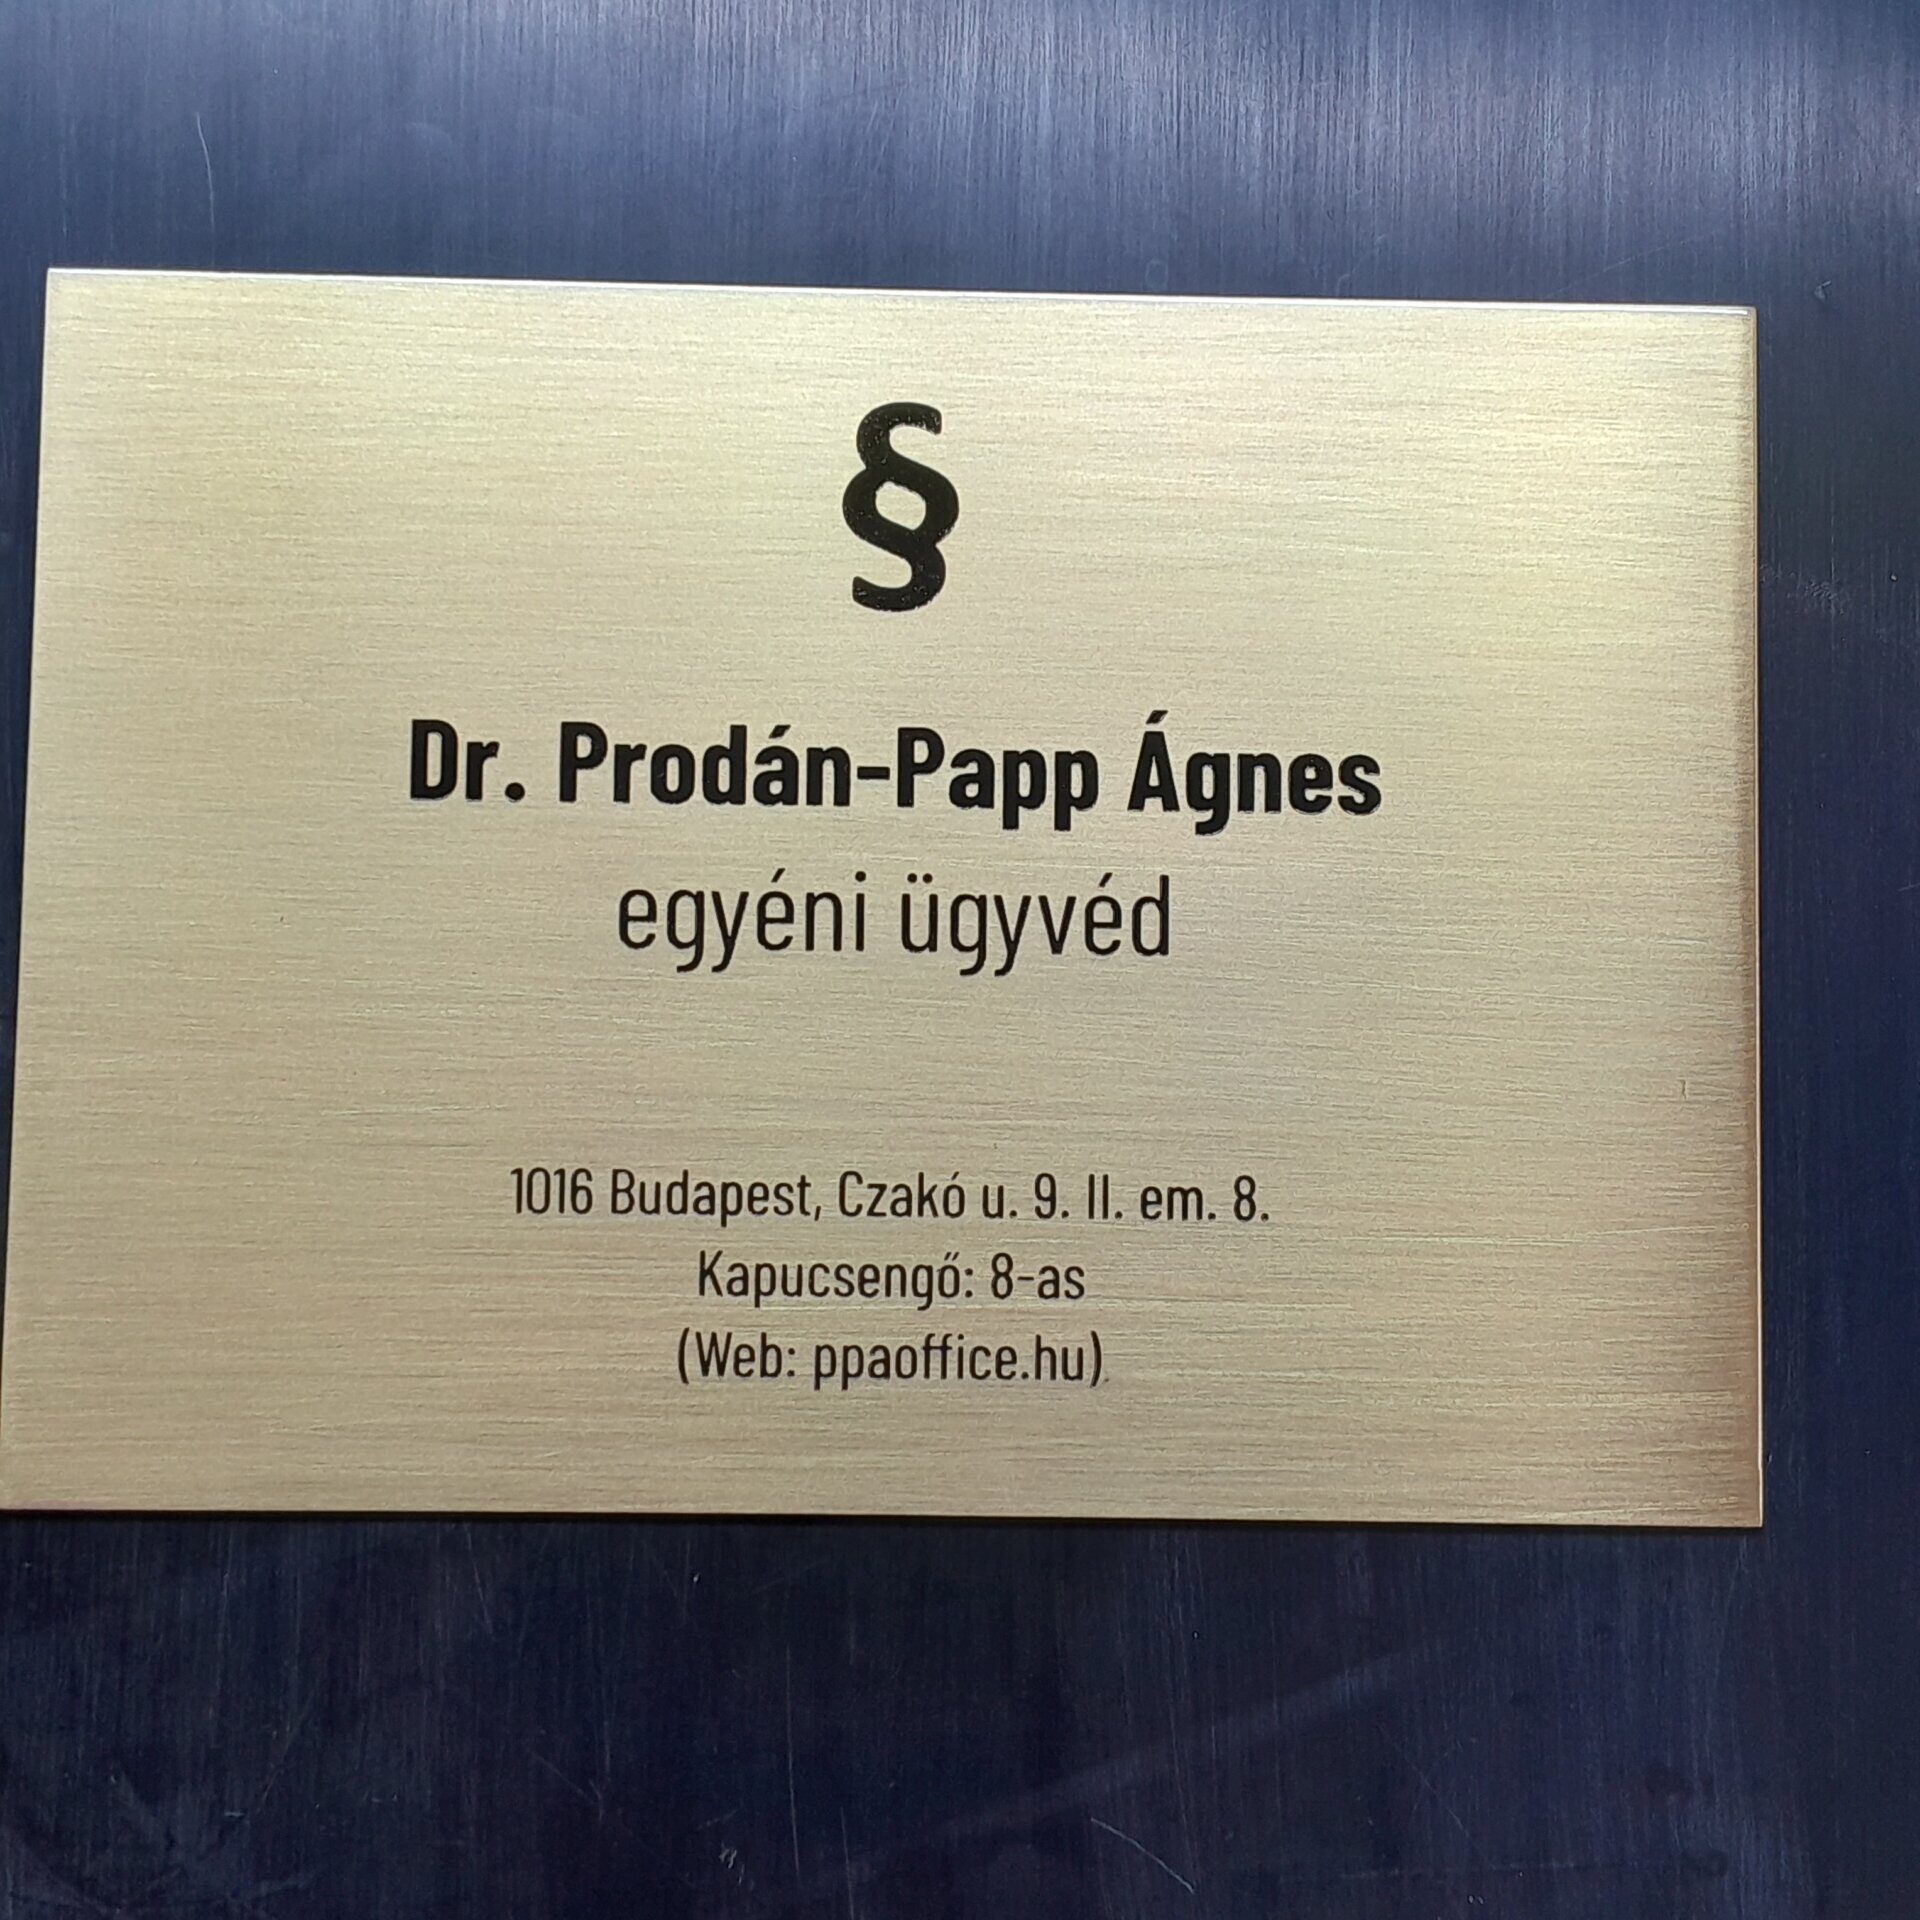 §
Dr. Prodán-Papp Ágnes
egyéni ügyvéd
1016 Budapest, Czakó u. 9. II. em. 8.
Kapucsengő: 8-as
(Web: ppaoffice.hu)